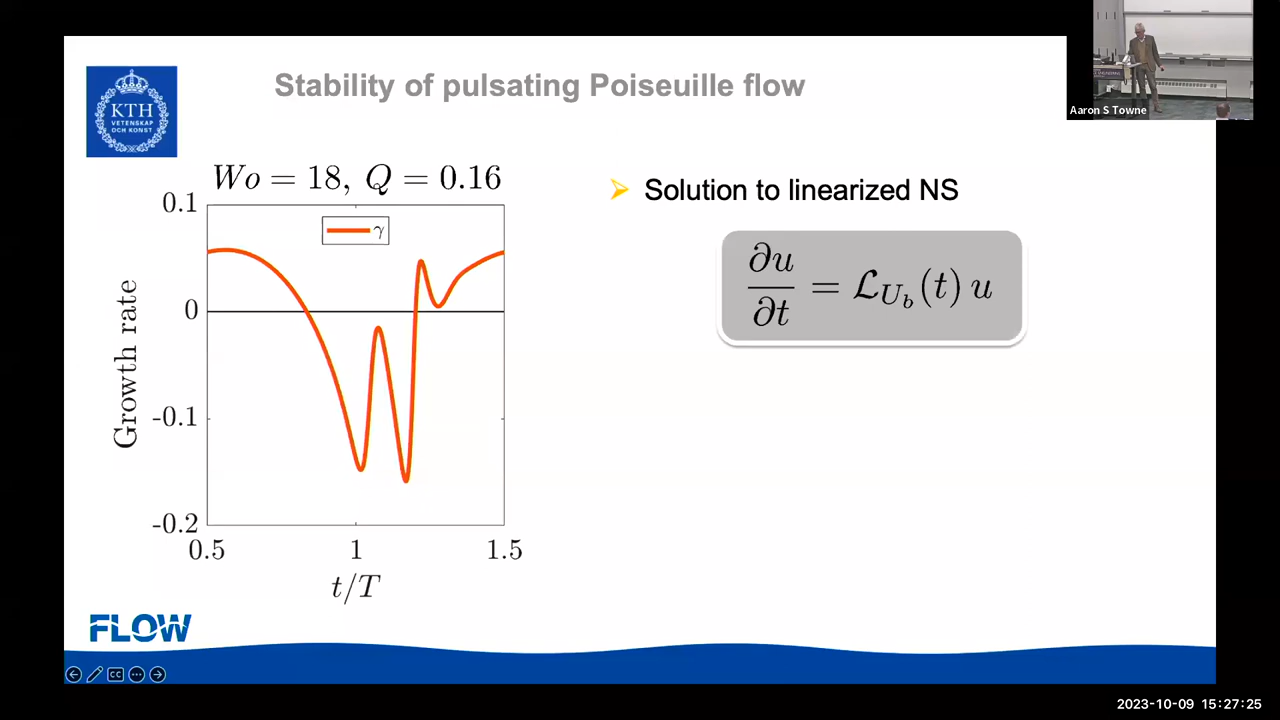 Stability of pulsating Poiseuille flow
KTH
VETENSKAP
OCH KONST
Aaron S Towne
Wo = 18, Q = 0.16
0.1
0
-0.1
-0.2
Growth rate
γ
0.5
1
1.5
t/T
Solution to linearized NS
∂u/∂t = 𝓛_{U_b}(t) u
FLOW
CC
2023-10-09 15:27:25